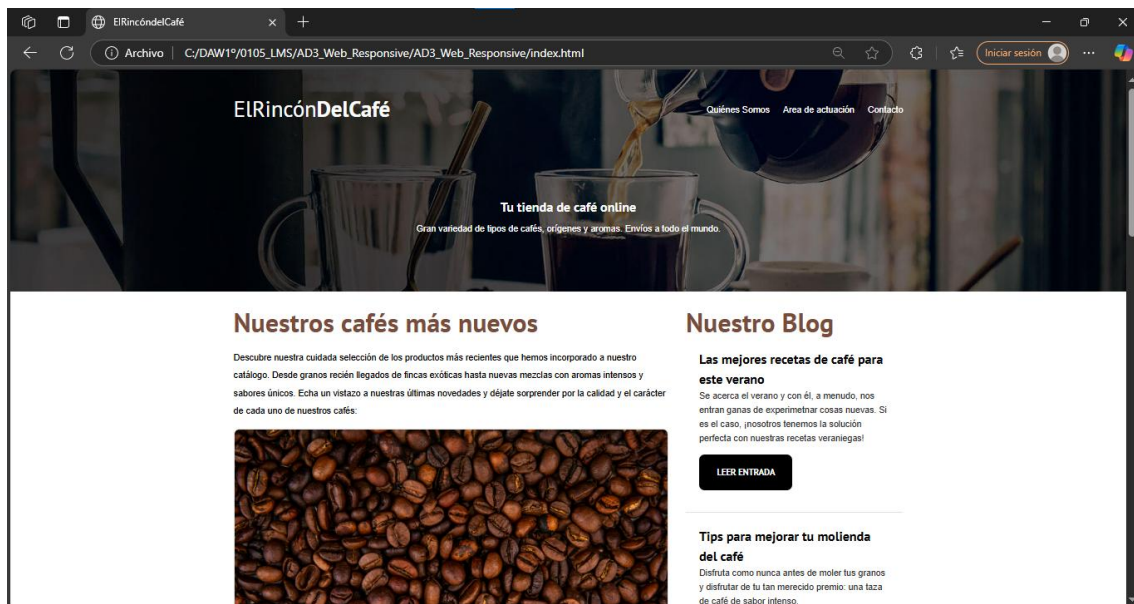 ElRincóndelCafé
Archivo
C:/DAW1º/0105_LMS/AD3_Web_Responsive/AD3_Web_Responsive/index.html
Iniciar sesión
ElRincónDelCafé
Quiénes Somos
Area de actuación
Contacto
Tu tienda de café online
Gran variedad de tipos de cafés, orígenes y aromas. Envíos a todo el mundo.
Nuestros cafés más nuevos
Descubre nuestra cuidada selección de los productos más recientes que hemos incorporado a nuestro
catálogo. Desde granos recién llegados de fincas exóticas hasta nuevas mezclas con aromas intensos y
sabores únicos. Echa un vistazo a nuestras últimas novedades y déjate sorprender por la calidad y el carácter
de cada uno de nuestros cafés:
Nuestro Blog
Las mejores recetas de café para
este verano
Se acerca el verano y con él, a menudo, nos
entran ganas de experimetnar cosas nuevas. Si
es el caso, ¡nosotros tenemos la solución
perfecta con nuestras recetas veraniegas!
LEER ENTRADA
Tips para mejorar tu molienda
del café
Disfruta como nunca antes de moler tus granos
y disfrutar de tu tan merecido premio: una taza
de café de sabor intenso.